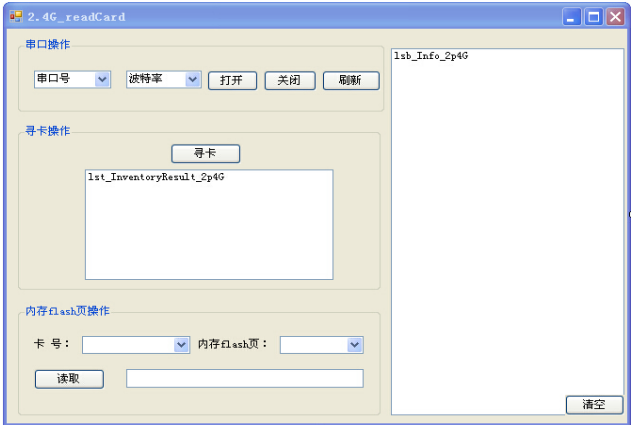 2.4G_readCard
串口操作
串口号 波特率 打开 关闭 刷新
寻卡操作
寻卡
lst_InventoryResult_2p4G
内存flash页操作
卡 号： 内存flash页：
读取
lsb_Info_2p4G
清空